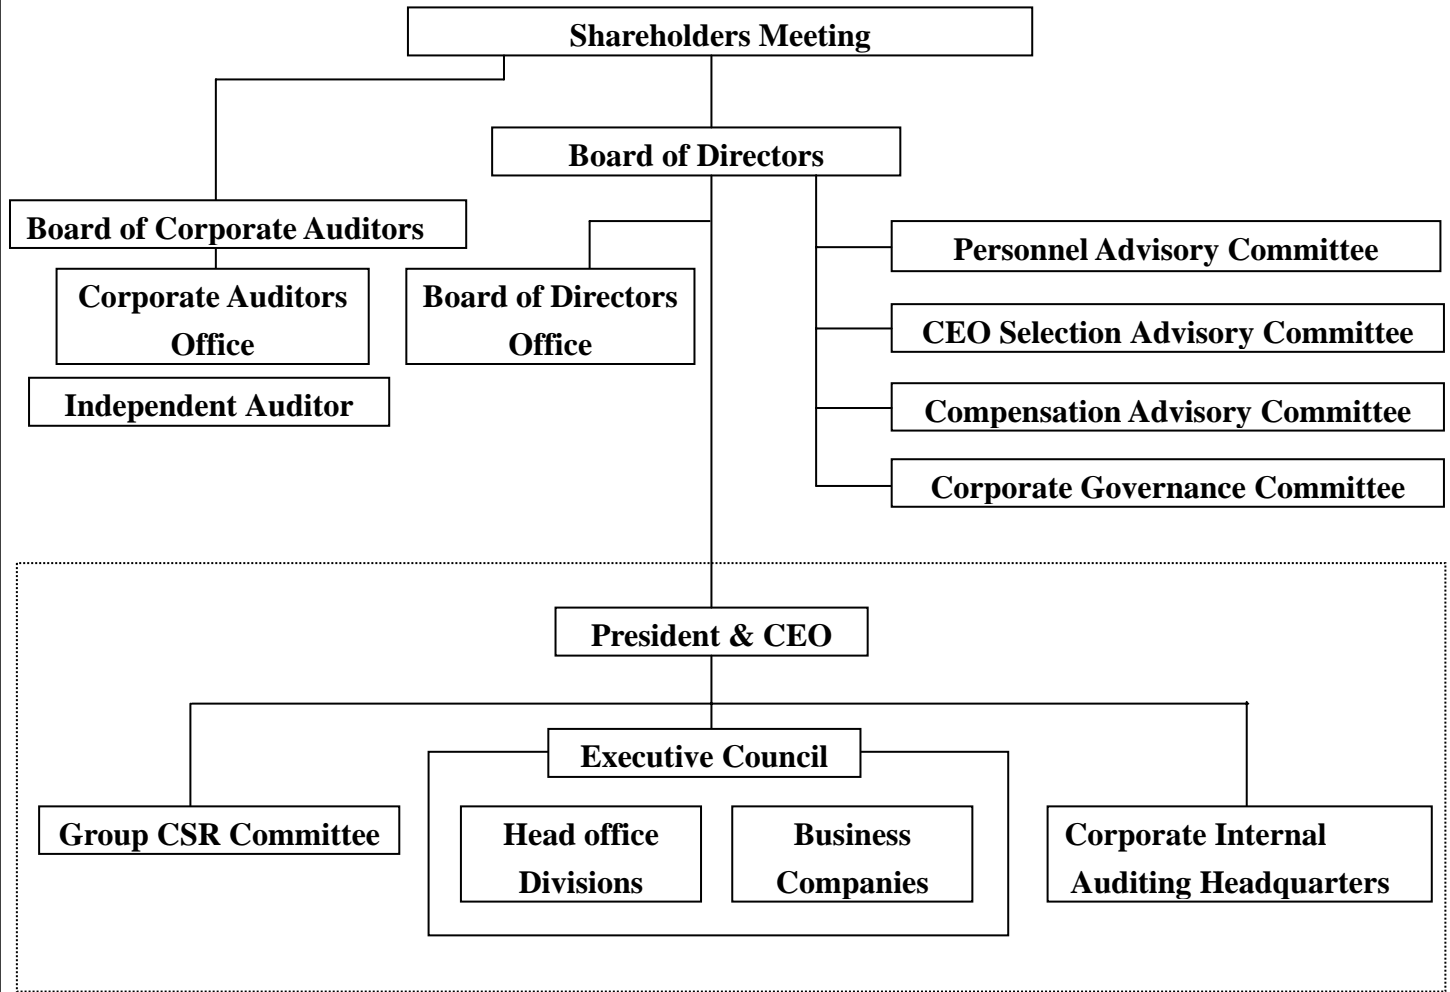 Shareholders Meeting
Board of Directors
Board of Corporate Auditors
Personnel Advisory Committee
Corporate Auditors
Office
Board of Directors
Office
CEO Selection Advisory Committee
Independent Auditor
Compensation Advisory Committee
Corporate Governance Committee
President & CEO
Executive Council
Group CSR Committee
Head office
Divisions
Business
Companies
Corporate Internal
Auditing Headquarters